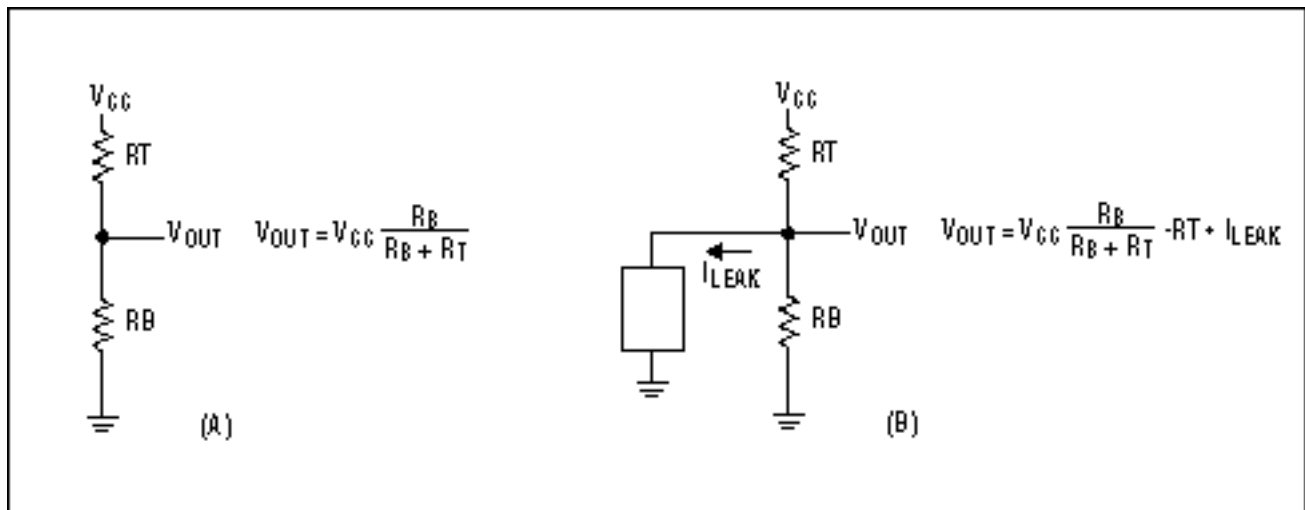 VCC
RT
VOUT VOUT = VCC RB / RB + RT
RB
(A)
VCC
RT
VOUT VOUT = VCC RB / RB + RT -RT • ILEAK
ILEAK
RB
(B)